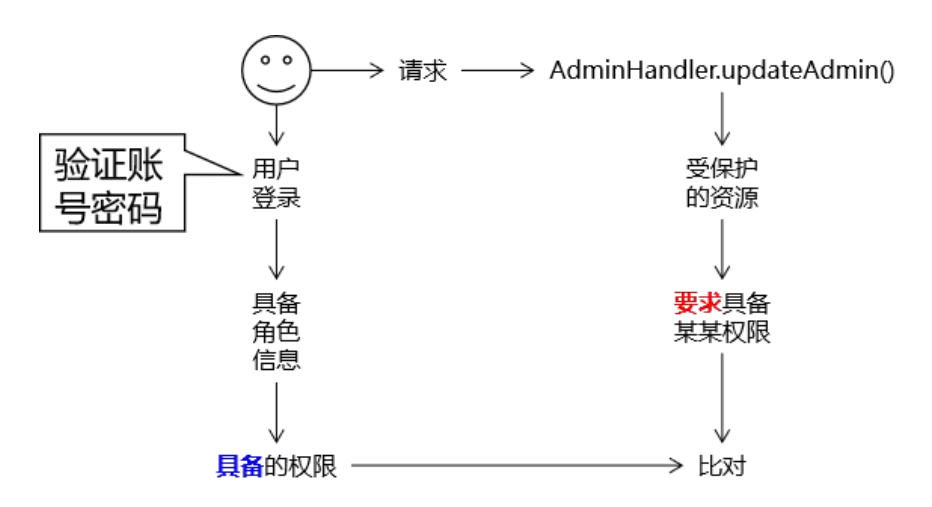 请求
AdminHandler.updateAdmin()
验证账
号密码
用户
登录
受保护
的资源
具备
角色
信息
要求具备
某某权限
具备的权限
比对